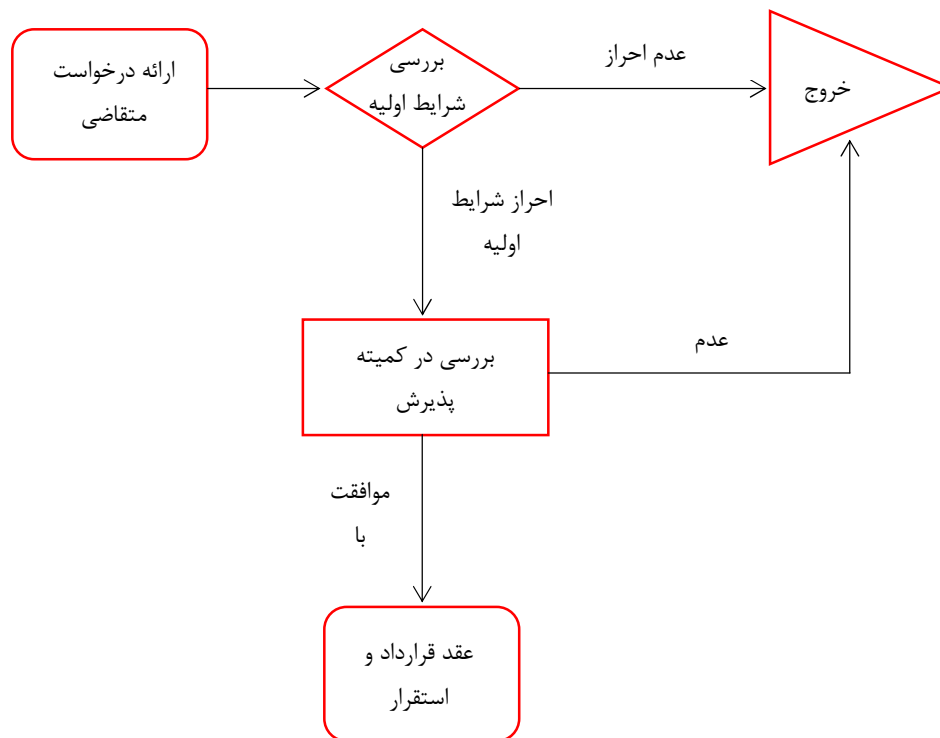 ارائه درخواست
متقاضی
بررسی
شرایط اولیه
عدم احراز
خروج
احراز شرایط
اولیه
بررسی در کمیته
پذیرش
عدم
موافقت
با
عقد قرارداد و
استقرار